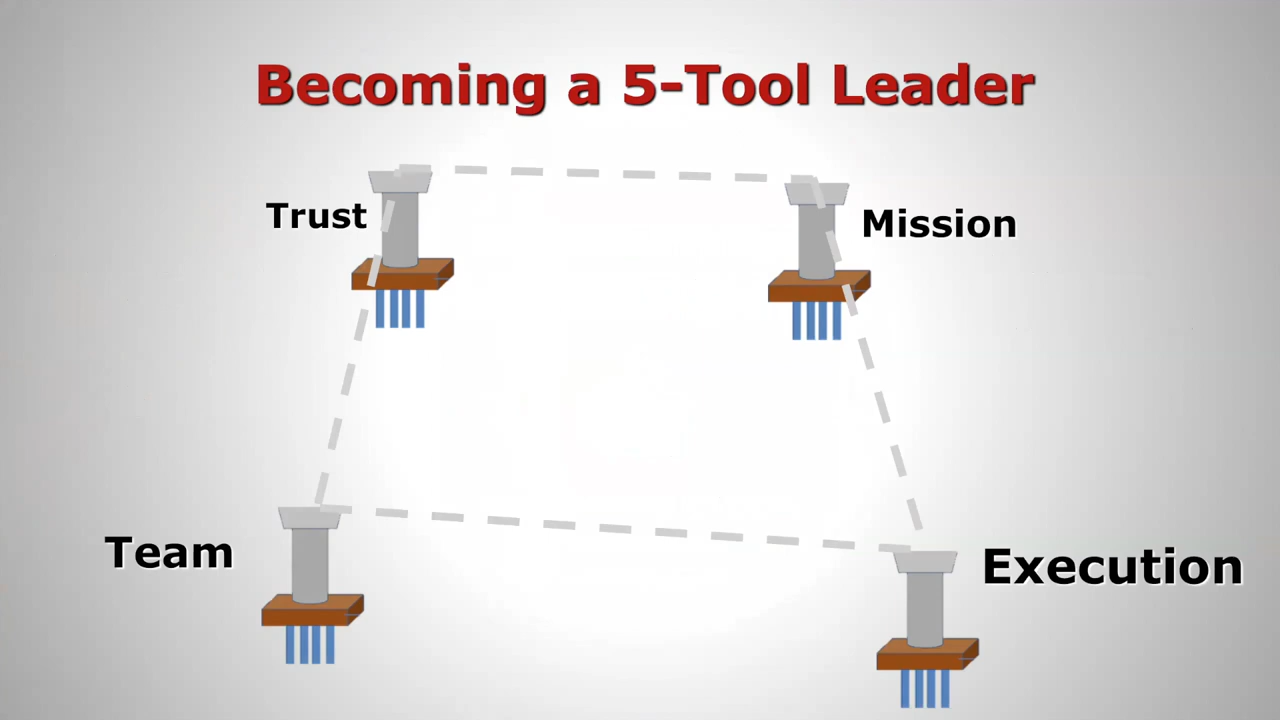 Becoming a 5-Tool Leader
Trust
Mission
Team
Execution